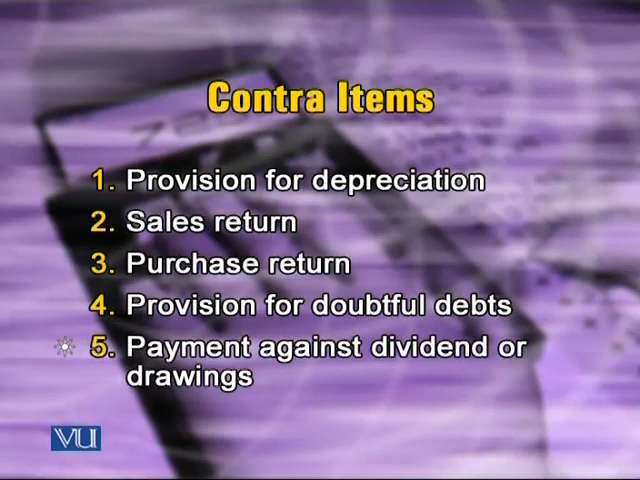 Contra Items
1. Provision for depreciation
2. Sales return
3. Purchase return
4. Provision for doubtful debts
5. Payment against dividend or
drawings
VU